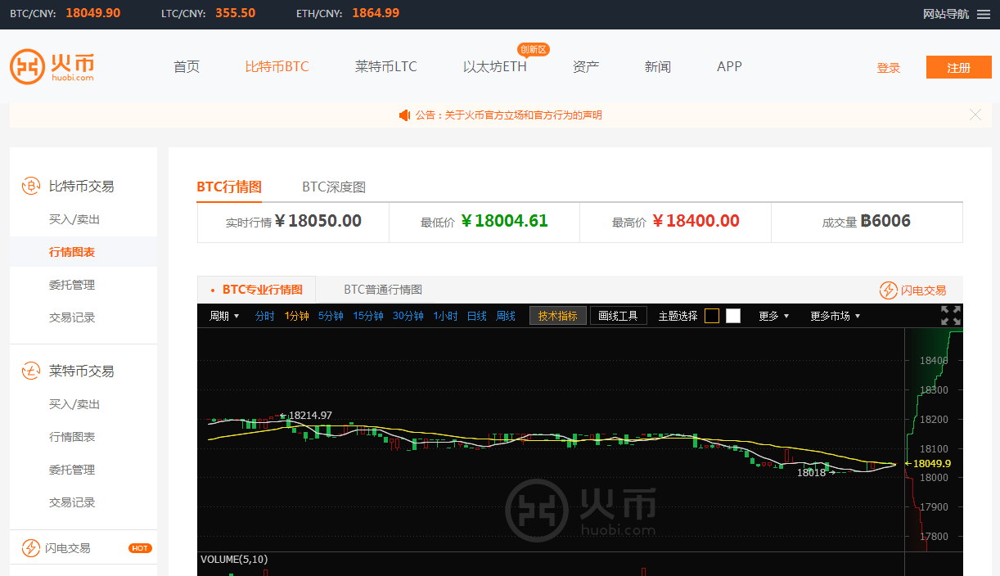 BTC/CNY: 18049.90 LTC/CNY: 355.50 ETH/CNY: 1864.99 网站导航
火币 huobi.com
首页 比特币BTC 莱特币LTC 以太坊ETH 创新区 资产 新闻 APP 登录 注册
公告：关于火币官方立场和官方行为的声明
比特币交易
买入/卖出
行情图表
委托管理
交易记录
莱特币交易
买入/卖出
行情图表
委托管理
交易记录
闪电交易 HOT
BTC行情图 BTC深度图
实时行情 ¥18050.00 最低价 ¥18004.61 最高价 ¥18400.00 成交量 ฿6006
BTC专业行情图 BTC普通行情图 闪电交易
周期 分时 1分钟 5分钟 15分钟 30分钟 1小时 日线 周线 技术指标 画线工具 主题选择 更多 更多市场
18400
18300
←18214.97
18200
18100
←18049.9
18018→
18000
17900
17800
火币
huobi.com
VOLUME(5,10)